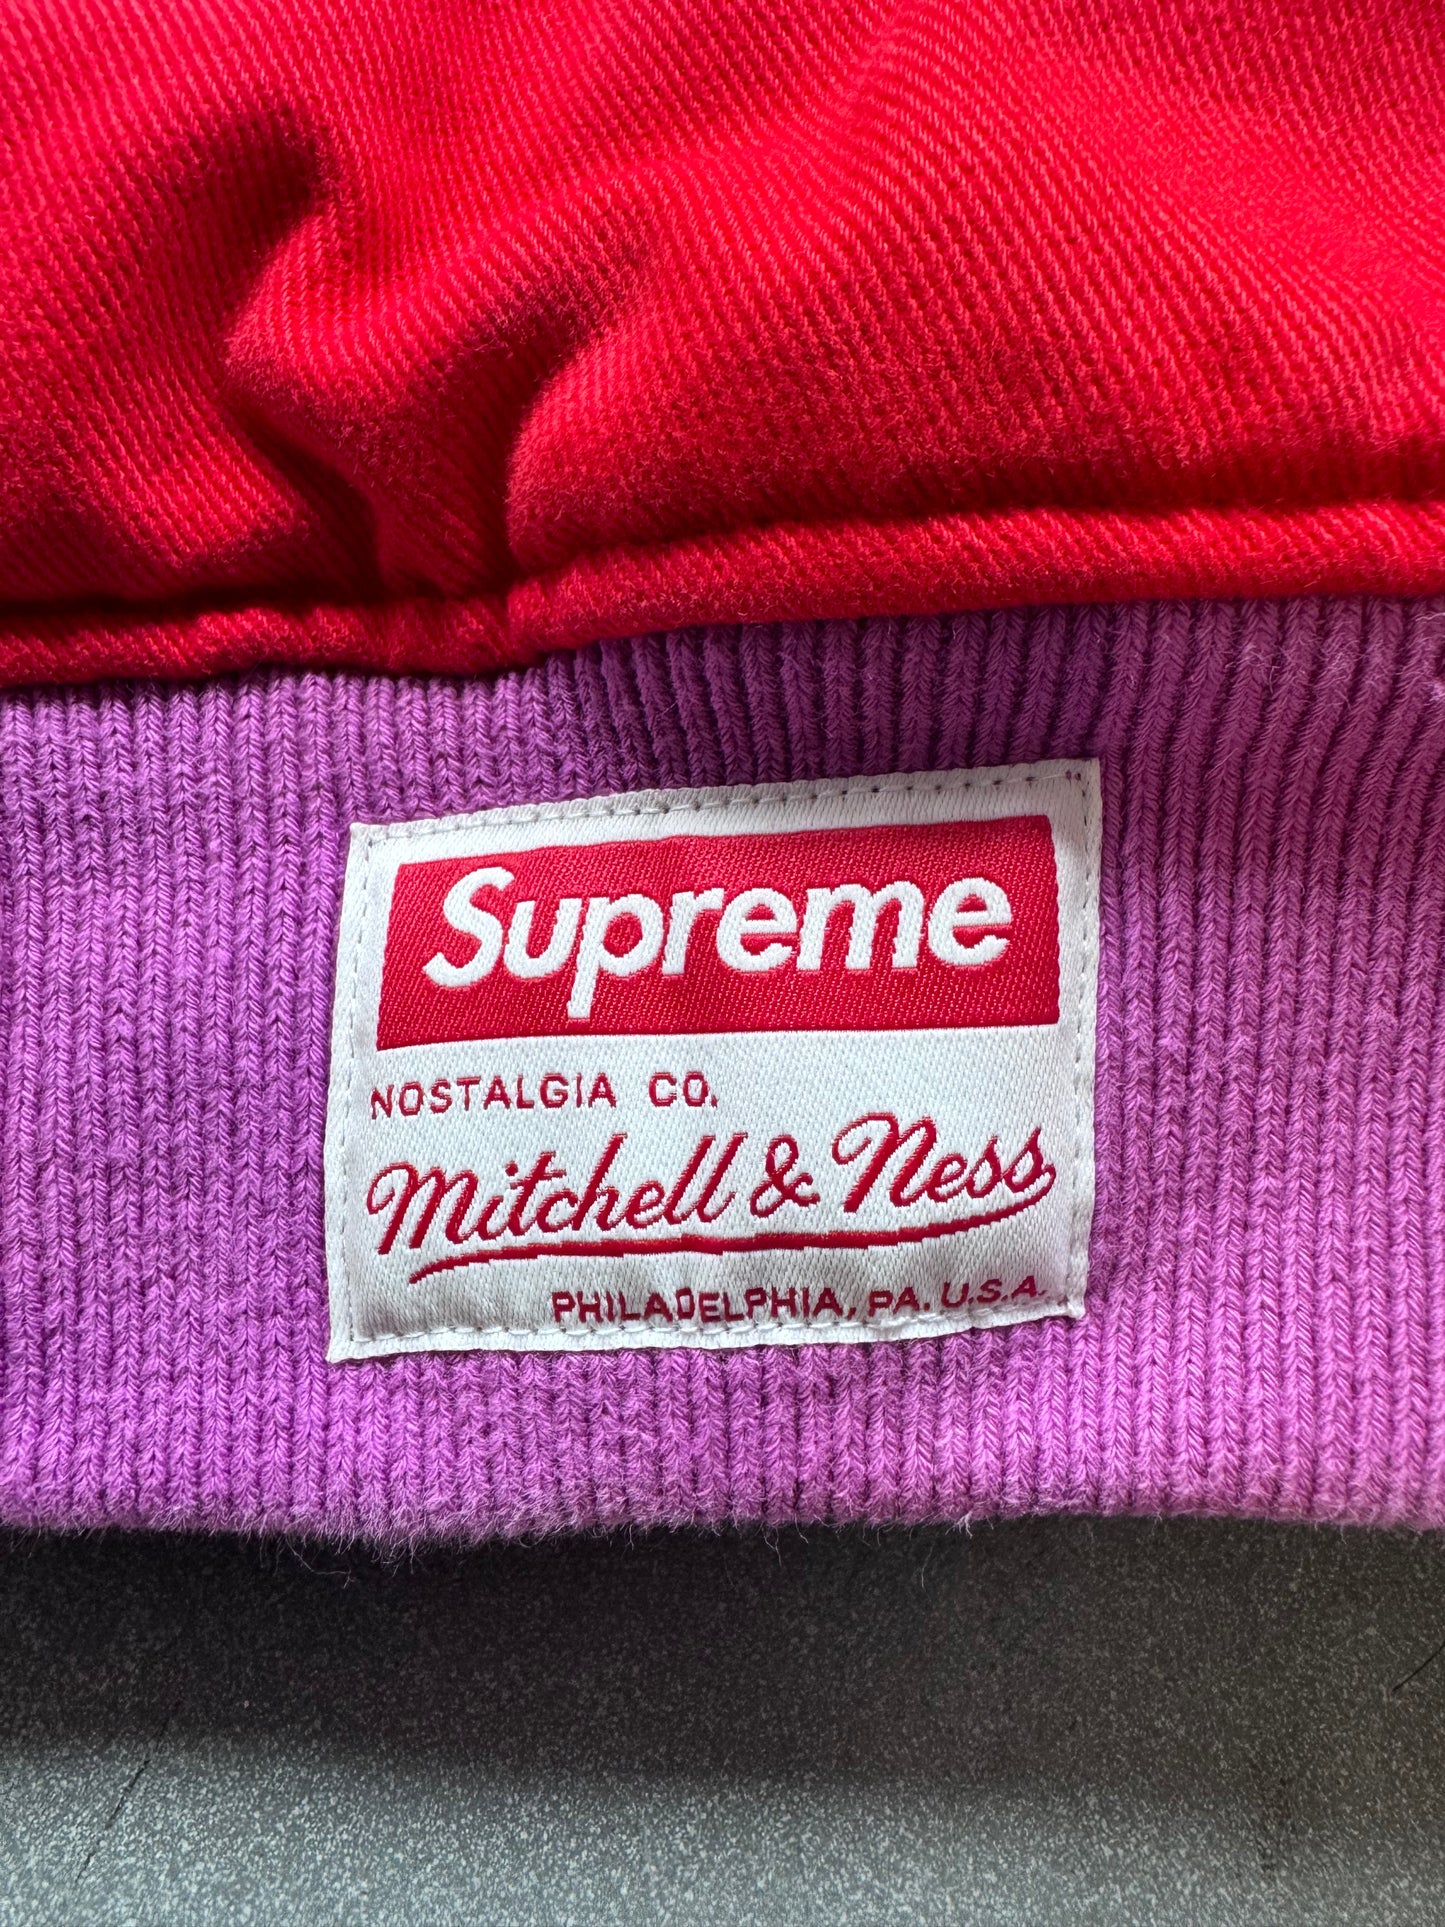 Supreme
NOSTALGIA CO.
Mitchell & Ness
PHILADELPHIA, PA. U.S.A.